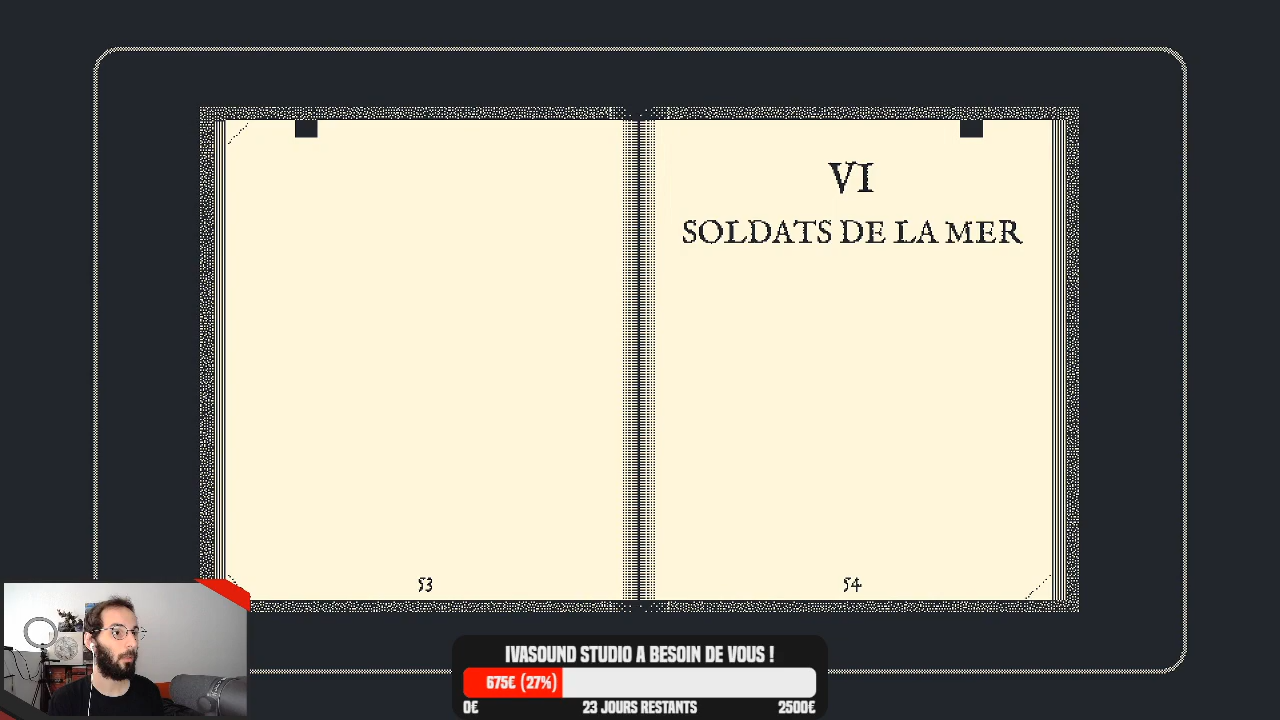 VI
SOLDATS DE LA MER
53
54
IVASOUND STUDIO A BESOIN DE VOUS !
675€ (27%)
0€
23 JOURS RESTANTS
2500€